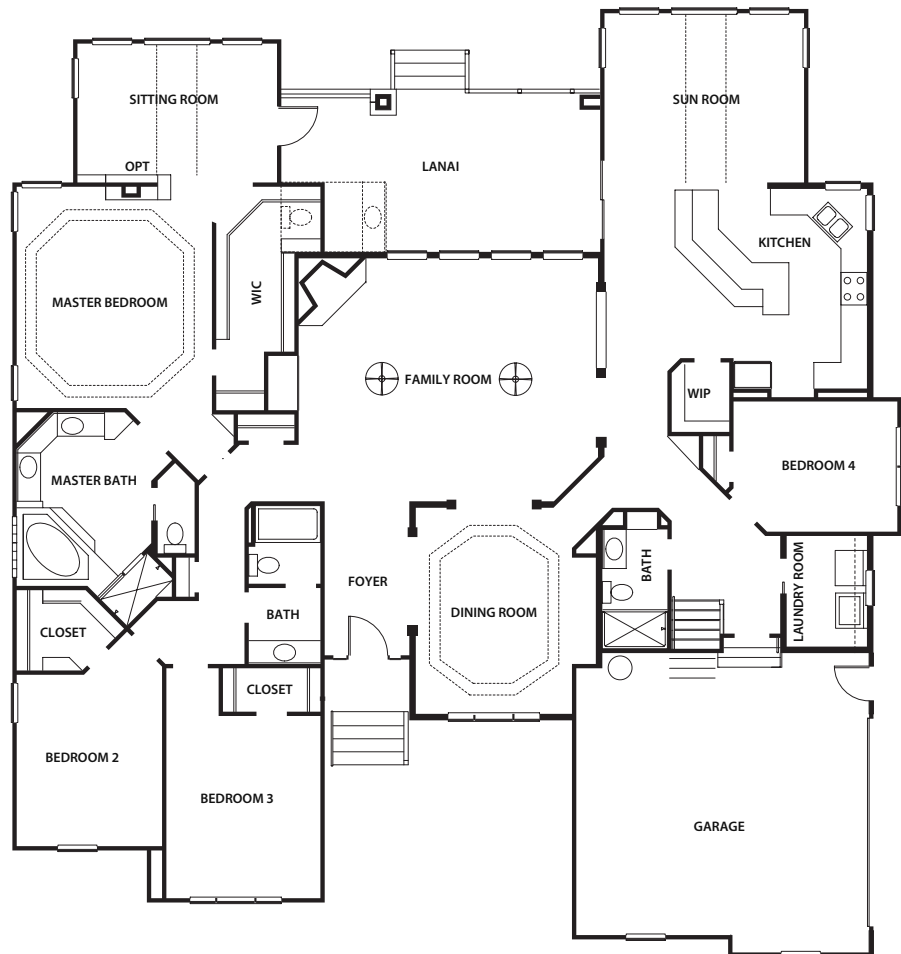 SITTING ROOM
SUN ROOM
OPT
LANAI
KITCHEN
WIC
MASTER BEDROOM
FAMILY ROOM
WIP
BEDROOM 4
MASTER BATH
BATH
LAUNDRY ROOM
FOYER
BATH
DINING ROOM
CLOSET
CLOSET
BEDROOM 2
BEDROOM 3
GARAGE